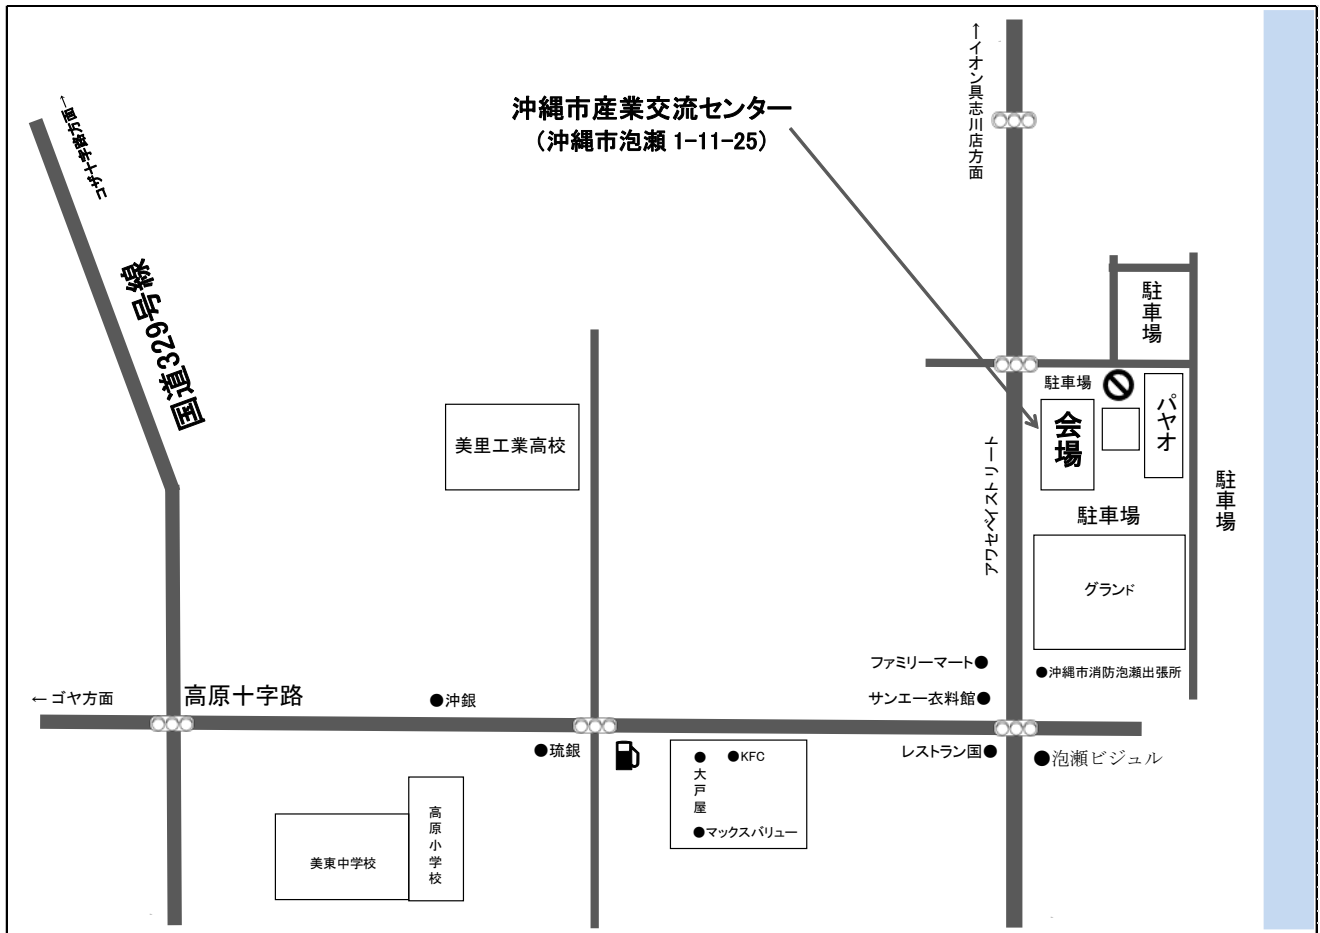 ↑イオン具志川店方面
コザ十字路方面→
沖縄市産業交流センター
（沖縄市泡瀬 1-11-25）
国道329号線
駐車場
駐車場
会場
パヤオ
美里工業高校
アワセベイストリート
駐車場
駐車場
グランド
ファミリーマート●
●沖縄市消防泡瀬出張所
← ゴヤ方面
高原十字路
●沖銀
サンエー衣料館●
●琉銀
●大戸屋
●KFC
●マックスバリュー
レストラン国●
●泡瀬ビジュル
美東中学校
高原小学校